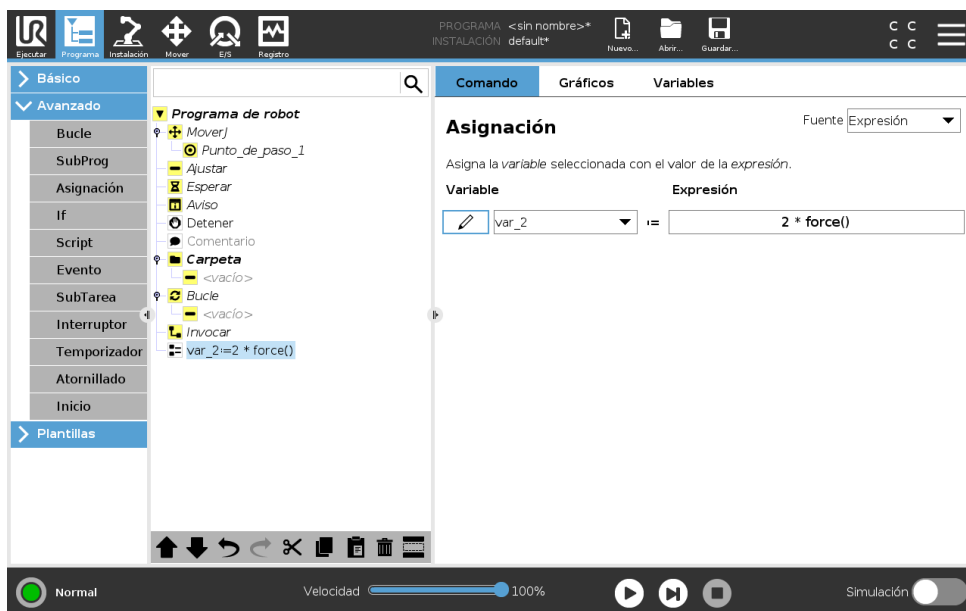 UR
PROGRAMA <sin nombre>*
INSTALACIÓN default*
Ejecutar Programa Instalación Mover E/S Registro
Nuevo... Abrir... Guardar...
C C
C C
Básico
Avanzado
Bucle
SubProg
Asignación
If
Script
Evento
SubTarea
Interruptor
Temporizador
Atornillado
Inicio
Plantillas
Programa de robot
MoverJ
Punto_de_paso_1
Ajustar
Esperar
Aviso
Detener
Comentario
Carpeta
<vacío>
Bucle
<vacío>
Invocar
var_2:=2 * force()
Comando Gráficos Variables
Asignación
Fuente Expresión
Asigna la variable seleccionada con el valor de la expresión.
Variable Expresión
var_2 := 2 * force()
Normal Velocidad 100% Simulación